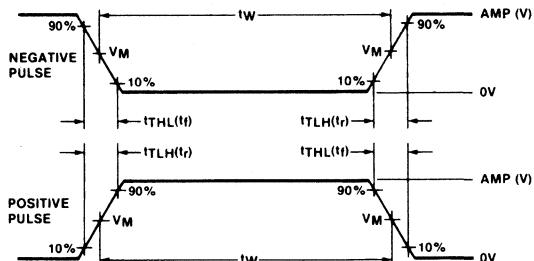 tW
AMP (V)
90%
90%
NEGATIVE
PULSE
VM
VM
10%
10%
0V
tTHL(tf)
tTLH(tr)
tTLH(tr)
tTHL(tf)
AMP (V)
90%
90%
POSITIVE
PULSE
VM
VM
10%
10%
tW
0V